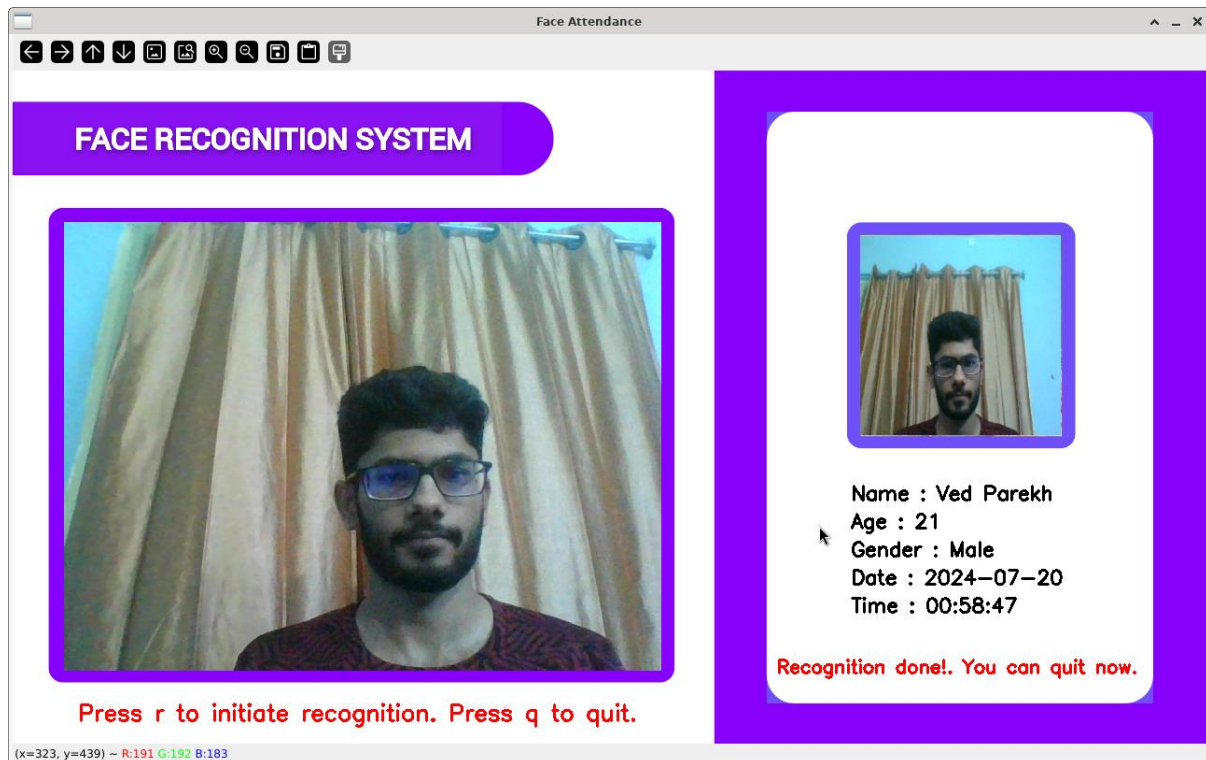 Face Attendance
FACE RECOGNITION SYSTEM
Name : Ved Parekh
Age : 21
Gender : Male
Date : 2024-07-20
Time : 00:58:47
Recognition done!. You can quit now.
Press r to initiate recognition. Press q to quit.
(x=323, y=439) ~ R:191 G:192 B:183